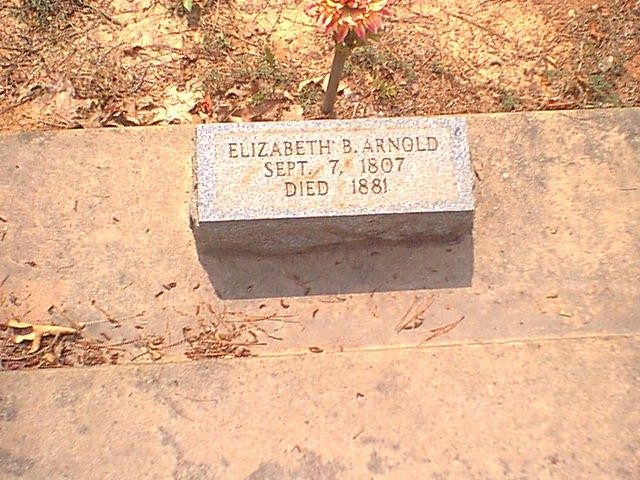 ELIZABETH B. ARNOLD
SEPT. 7, 1807
DIED 1881